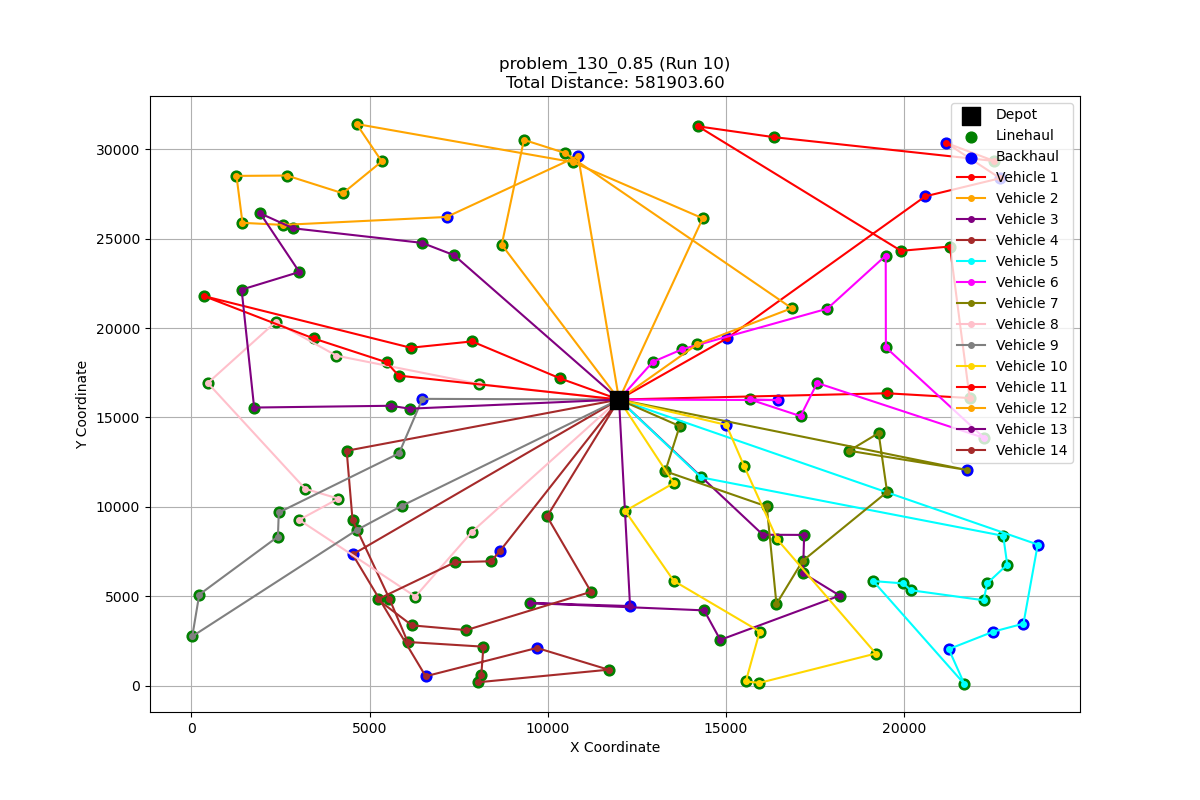 problem_130_0.85 (Run 10)
Total Distance: 581903.60
Depot
Linehaul
Backhaul
Vehicle 1
Vehicle 2
Vehicle 3
Vehicle 4
Vehicle 5
Vehicle 6
Vehicle 7
Vehicle 8
Vehicle 9
Vehicle 10
Vehicle 11
Vehicle 12
Vehicle 13
Vehicle 14
Y Coordinate
30000
25000
20000
15000
10000
5000
0
0 5000 10000 15000 20000
X Coordinate